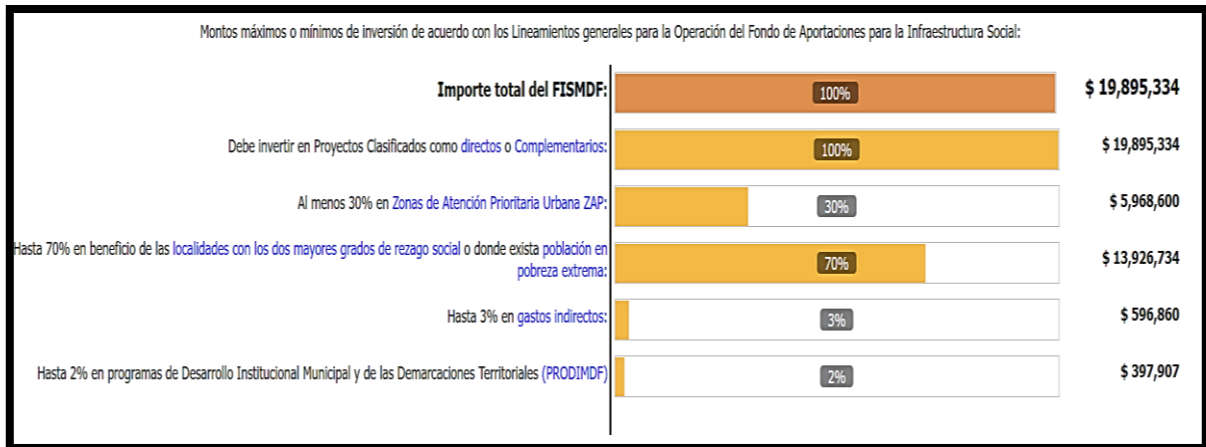 Montos máximos o mínimos de inversión de acuerdo con los Lineamientos generales para la Operación del Fondo de Aportaciones para la Infraestructura Social:
Importe total del FISMDF: 100% $ 19,895,334
Debe invertir en Proyectos Clasificados como directos o Complementarios: 100% $ 19,895,334
Al menos 30% en Zonas de Atención Prioritaria Urbana ZAP: 30% $ 5,968,600
Hasta 70% en beneficio de las localidades con los dos mayores grados de rezago social o donde exista población en
pobreza extrema: 70% $ 13,926,734
Hasta 3% en gastos indirectos: 3% $ 596,860
Hasta 2% en programas de Desarrollo Institucional Municipal y de las Demarcaciones Territoriales (PRODIMDF) 2% $ 397,907